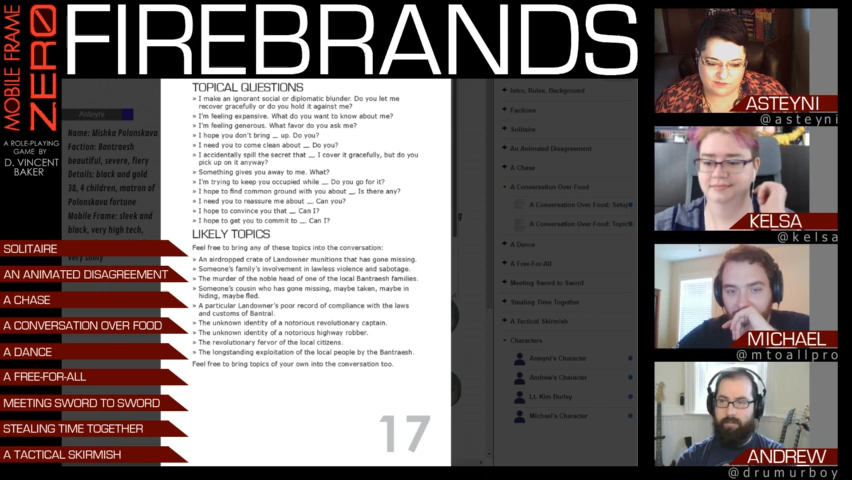 MOBILE FRAME
ZERO
A ROLE-PLAYING
GAME BY
D. VINCENT
BAKER
FIREBRANDS
Asteyni
Name: Mishka Polonskava
Faction: Bantraesh
beautiful, severe, fiery
Details: black and gold
38, 4 children, matron of
Polonskava fortune
Mobile Frame: sleek and
black, very high tech,
SOLITAIRE
AN ANIMATED DISAGREEMENT
A CHASE
A CONVERSATION OVER FOOD
A DANCE
A FREE-FOR-ALL
MEETING SWORD TO SWORD
STEALING TIME TOGETHER
A TACTICAL SKIRMISH
TOPICAL QUESTIONS
» I make an ignorant social or diplomatic blunder. Do you let me
recover gracefully or do you hold it against me?
» I'm feeling expansive. What do you want to know about me?
» I'm feeling generous. What favor do you ask me?
» I hope you don't bring __ up. Do you?
» I need you to come clean about __. Do you?
» I accidentally spill the secret that __. I cover it gracefully, but do you
pick up on it anyway?
» Something gives you away to me. What?
» I'm trying to keep you occupied while __. Do you go for it?
» I hope to find common ground with you about __. Is there any?
» I need you to reassure me about __. Can you?
» I hope to convince you that __. Can I?
» I hope to get you to commit to __. Can I?
LIKELY TOPICS
Feel free to bring any of these topics into the conversation:
» An airdropped crate of Landowner munitions that has gone missing.
» Someone's family's involvement in lawless violence and sabotage.
» The murder of the noble head of one of the local Bantraesh families.
» Someone's cousin who has gone missing, maybe taken, maybe in
hiding, maybe fled.
» A particular Landowner's poor record of compliance with the laws
and customs of Bantral.
» The unknown identity of a notorious revolutionary captain.
» The unknown identity of a notorious highway robber.
» The revolutionary fervor of the local citizens.
» The longstanding exploitation of the local people by the Bantraesh.
Feel free to bring topics of your own into the conversation too.
17
Intro, Rules, Background
Factions
Solitaire
An Animated Disagreement
A Chase
A Conversation Over Food
A Conversation Over Food: Setup
A Conversation Over Food: Topic
A Dance
A Free-For-All
Meeting Sword to Sword
Stealing Time Together
A Tactical Skirmish
Characters
Asteyni's Character
Andrew's Character
Lt. Kim Burley
Michael's Character
ASTEYNI
@asteyni
KELSA
@kelsa
MICHAEL
@mtoallpro
ANDREW
@drumurboy